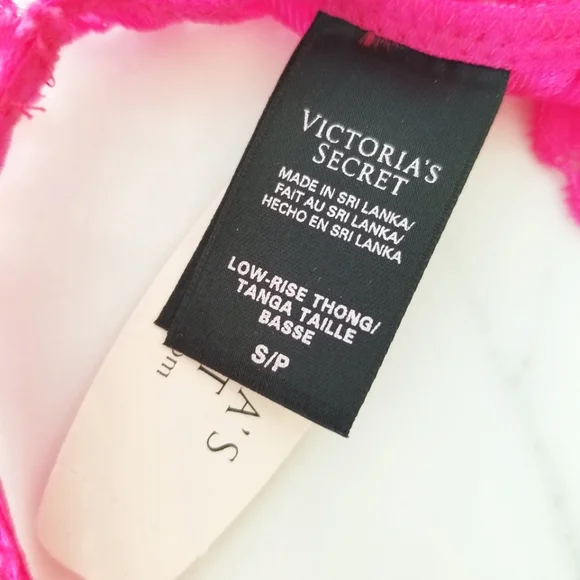 VICTORIA'S
SECRET
MADE IN SRI LANKA/
FAIT AU SRI LANKA/
HECHO EN SRI LANKA
LOW-RISE THONG/
TANGA TAILLE
BASSE
S/P
A'S
T
om